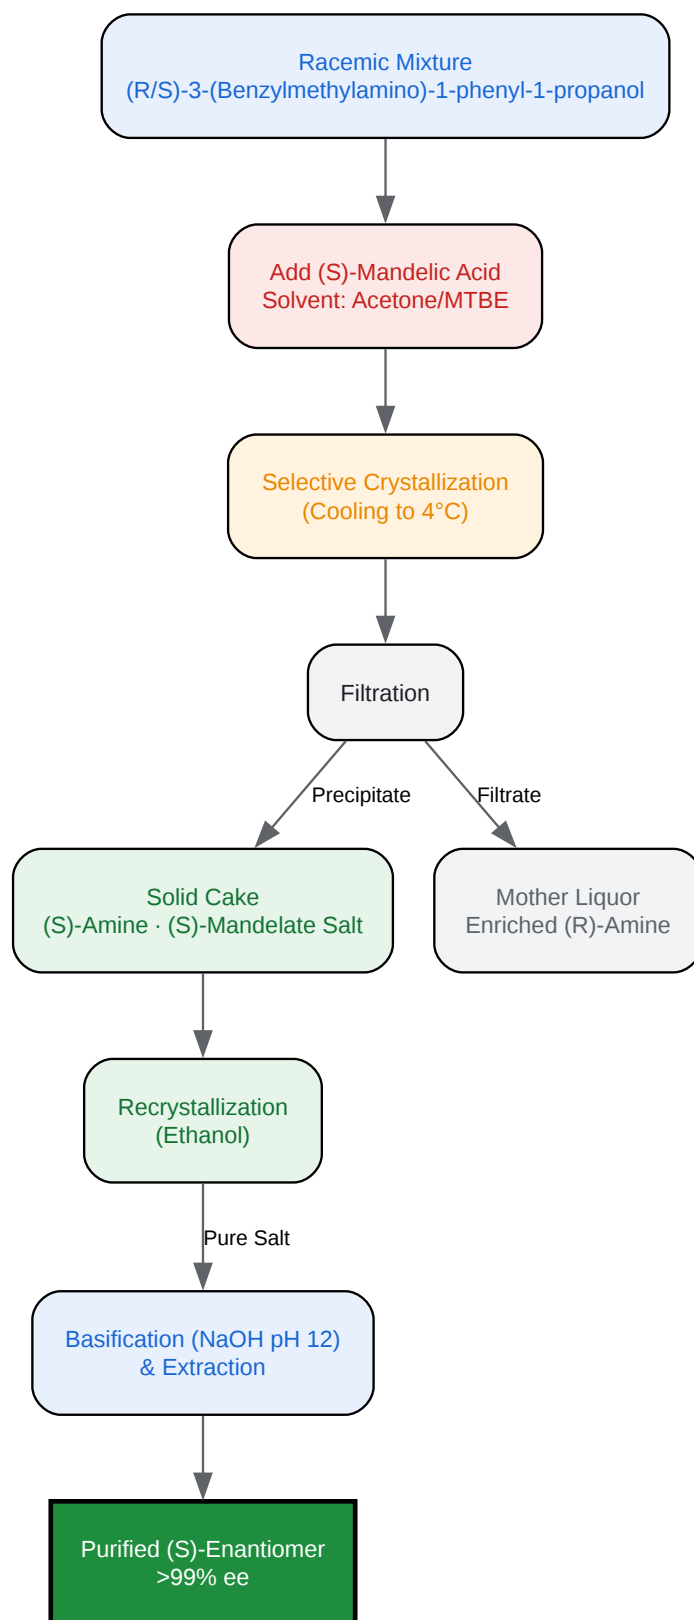 Racemic Mixture
(R/S)-3-(Benzylmethylamino)-1-phenyl-1-propanol
Add (S)-Mandelic Acid
Solvent: Acetone/MTBE
Selective Crystallization
(Cooling to 4°C)
Filtration
Precipitate
Filtrate
Solid Cake
(S)-Amine · (S)-Mandelate Salt
Mother Liquor
Enriched (R)-Amine
Recrystallization
(Ethanol)
Pure Salt
Basification (NaOH pH 12)
& Extraction
Purified (S)-Enantiomer
>99% ee